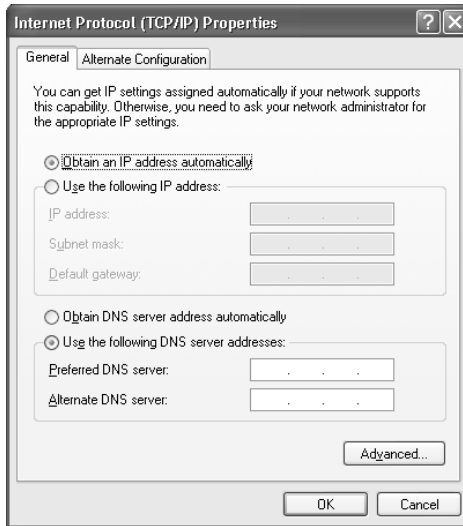 Internet Protocol (TCP/IP) Properties
General Alternate Configuration
You can get IP settings assigned automatically if your network supports
this capability. Otherwise, you need to ask your network administrator for
the appropriate IP settings.
Obtain an IP address automatically
Use the following IP address:
IP address:
Subnet mask:
Default gateway:
Obtain DNS server address automatically
Use the following DNS server addresses:
Preferred DNS server:
Alternate DNS server:
Advanced...
OK Cancel